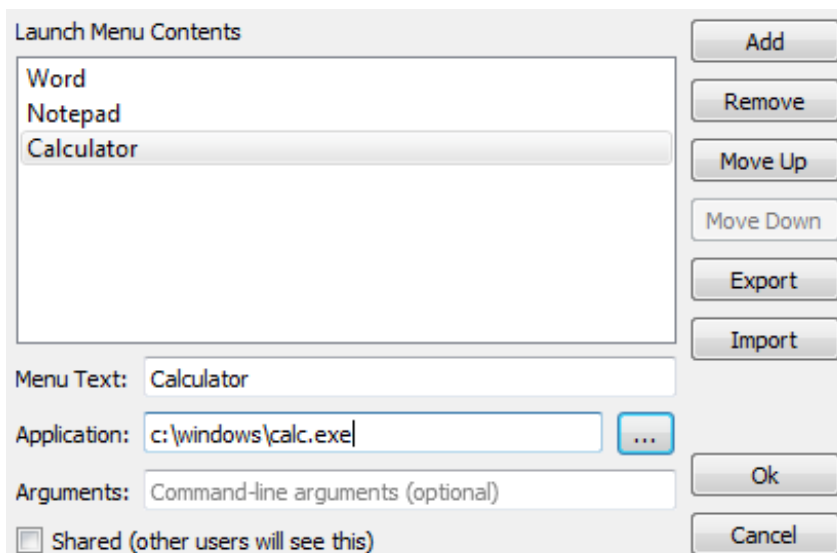 Launch Menu Contents
Word
Notepad
Calculator
Add
Remove
Move Up
Move Down
Export
Import
Menu Text: Calculator
Application: c:\windows\calc.exe ...
Arguments: Command-line arguments (optional)
Shared (other users will see this)
Ok
Cancel